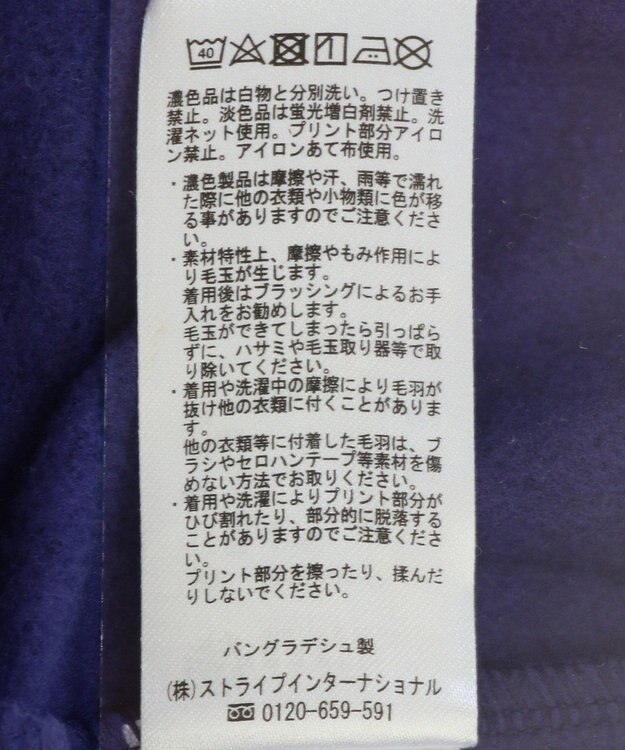 40
濃色品は白物と分別洗い。つけ置き
禁止。淡色品は蛍光増白剤禁止。洗
濯ネット使用。プリント部分アイロ
ン禁止。アイロンあて布使用。
・濃色製品は摩擦や汗、雨等で濡れ
た際に他の衣類や小物類に色が移
る事がありますのでご注意くださ
い。
・素材特性上、摩擦やもみ作用によ
り毛玉が生じます。
着用後はブラッシングによるお手
入れをお勧めします。
毛玉ができてしまったら引っぱら
ずに、ハサミや毛玉取り器等で取
り除いてください。
・着用や洗濯中の摩擦により毛羽が
抜け他の衣類に付くことがありま
す。
他の衣類等に付着した毛羽は、ブ
ラシやセロハンテープ等素材を傷
めない方法でお取りください。
・着用や洗濯によりプリント部分が
ひび割れたり、部分的に脱落する
ことがありますのでご注意くださ
い。
プリント部分を擦ったり、揉んだ
りしないでください。
バングラデシュ製
(株)ストライプインターナショナル
0120-659-591